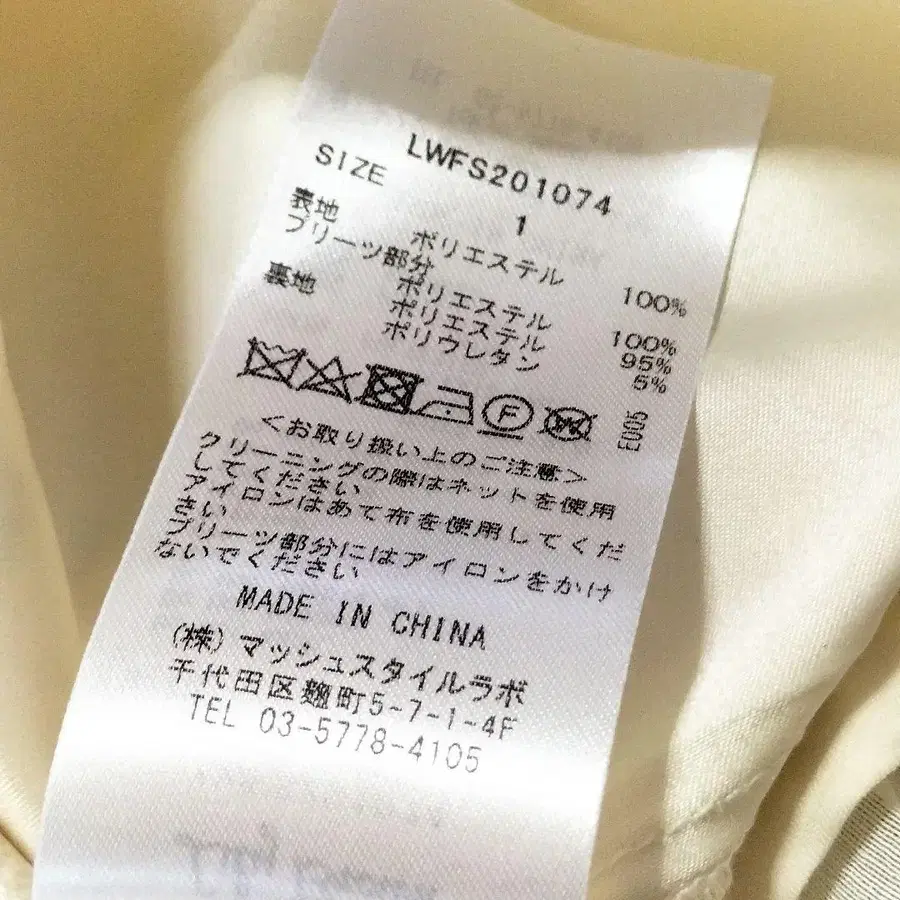 LWFS201074
SIZE 1
表地 ポリエステル 100%
プリーツ部分
ポリエステル 100%
裏地 ポリエステル 95%
ポリウレタン 5%
F W
E005
<お取り扱い上のご注意>
クリーニングの際はネットを使用
してください
アイロンはあて布を使用してくだ
さい
プリーツ部分にはアイロンをかけ
ないでください
MADE IN CHINA
(株)マッシュスタイルラボ
千代田区麹町5-7-1-4F
TEL 03-5778-4105